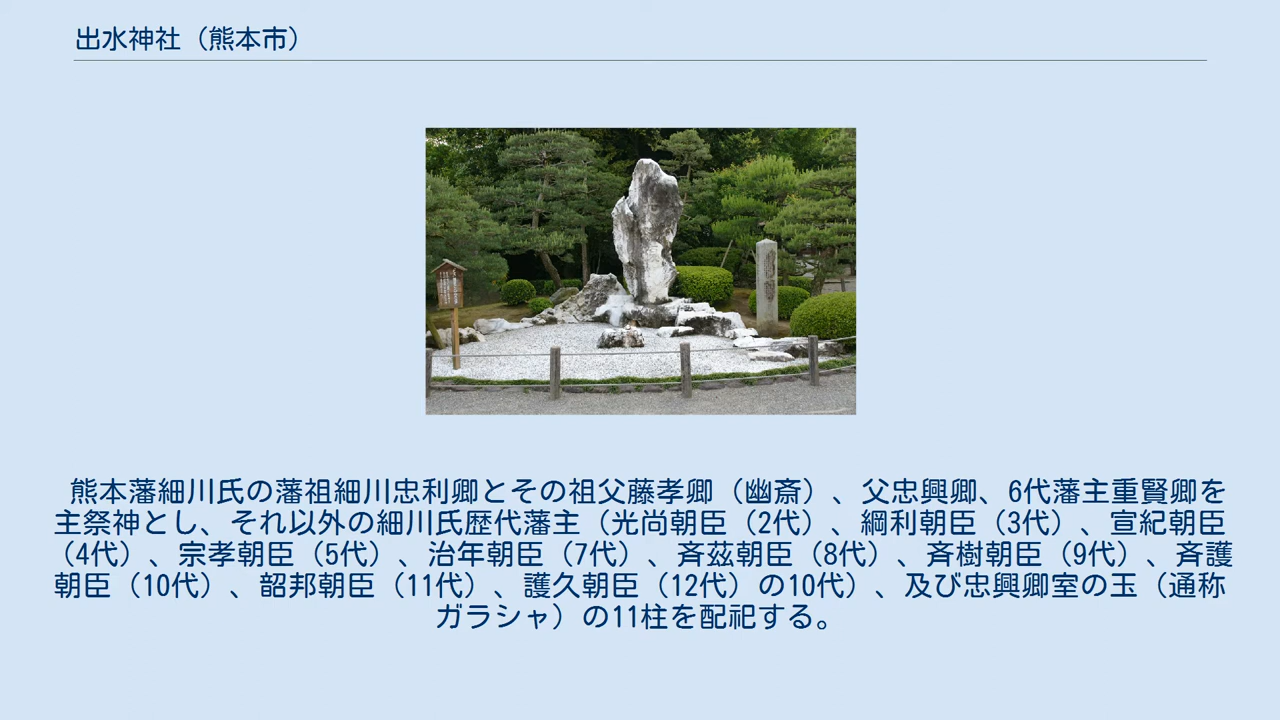 出水神社（熊本市）
熊本藩細川氏の藩祖細川忠利卿とその祖父藤孝卿（幽斎）、父忠興卿、6代藩主重賢卿を
主祭神とし、それ以外の細川氏歴代藩主（光尚朝臣（2代）、綱利朝臣（3代）、宣紀朝臣
（4代）、宗孝朝臣（5代）、治年朝臣（7代）、斉茲朝臣（8代）、斉樹朝臣（9代）、斉護
朝臣（10代）、韶邦朝臣（11代）、護久朝臣（12代）の10代）、及び忠興卿室の玉（通称
ガラシャ）の11柱を配祀する。